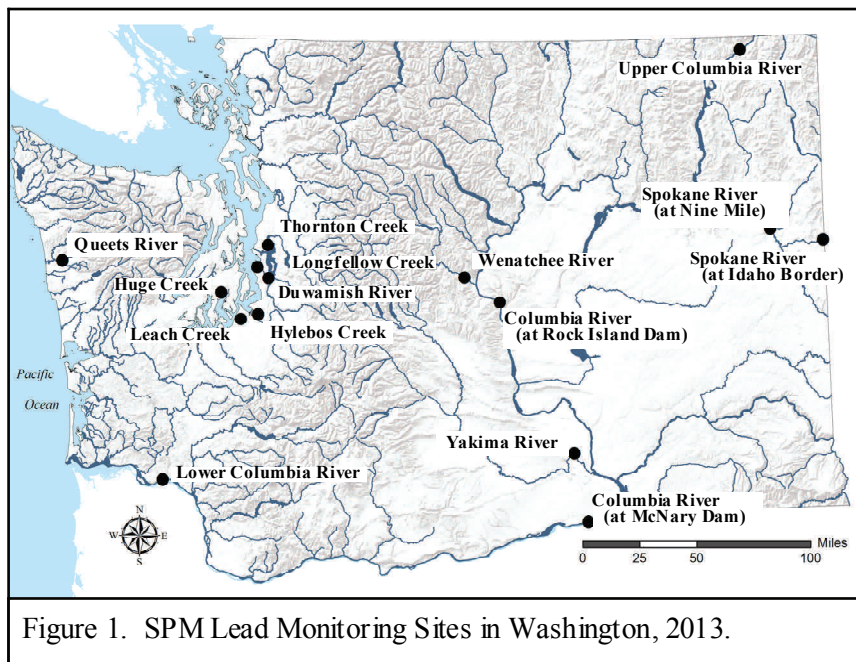 Upper Columbia River
Spokane River
(at Nine Mile)
Spokane River
(at Idaho Border)
Thornton Creek
Queets River
Longfellow Creek
Wenatchee River
Huge Creek
Duwamish River
Columbia River
(at Rock Island Dam)
Leach Creek
Hylebos Creek
Pacific
Ocean
Yakima River
Lower Columbia River
Columbia River
(at McNary Dam)
N
W E
S
Miles
0 25 50 100
Figure 1. SPM Lead Monitoring Sites in Washington, 2013.